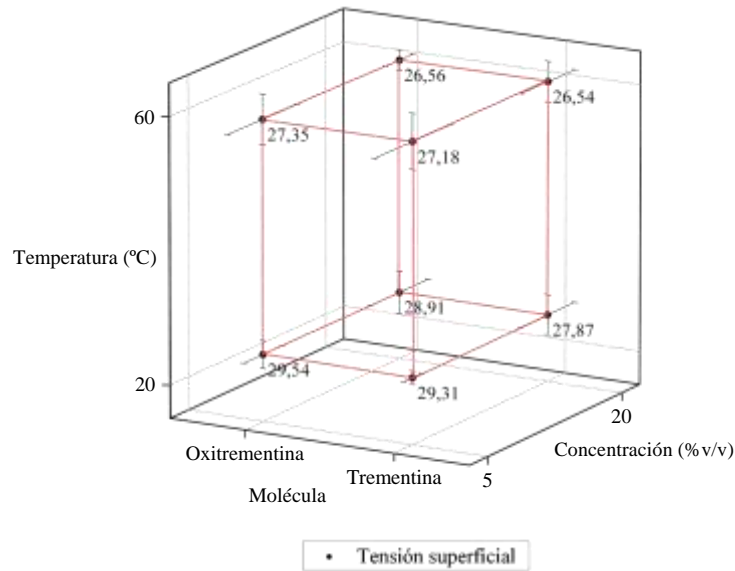 26,56
26,54
60
27,35
27,18
Temperatura (ºC)
28,91
27,87
29,54
29,31
20
20
Oxitrementina
Concentración (%v/v)
Trementina
5
Molécula
Tensión superficial